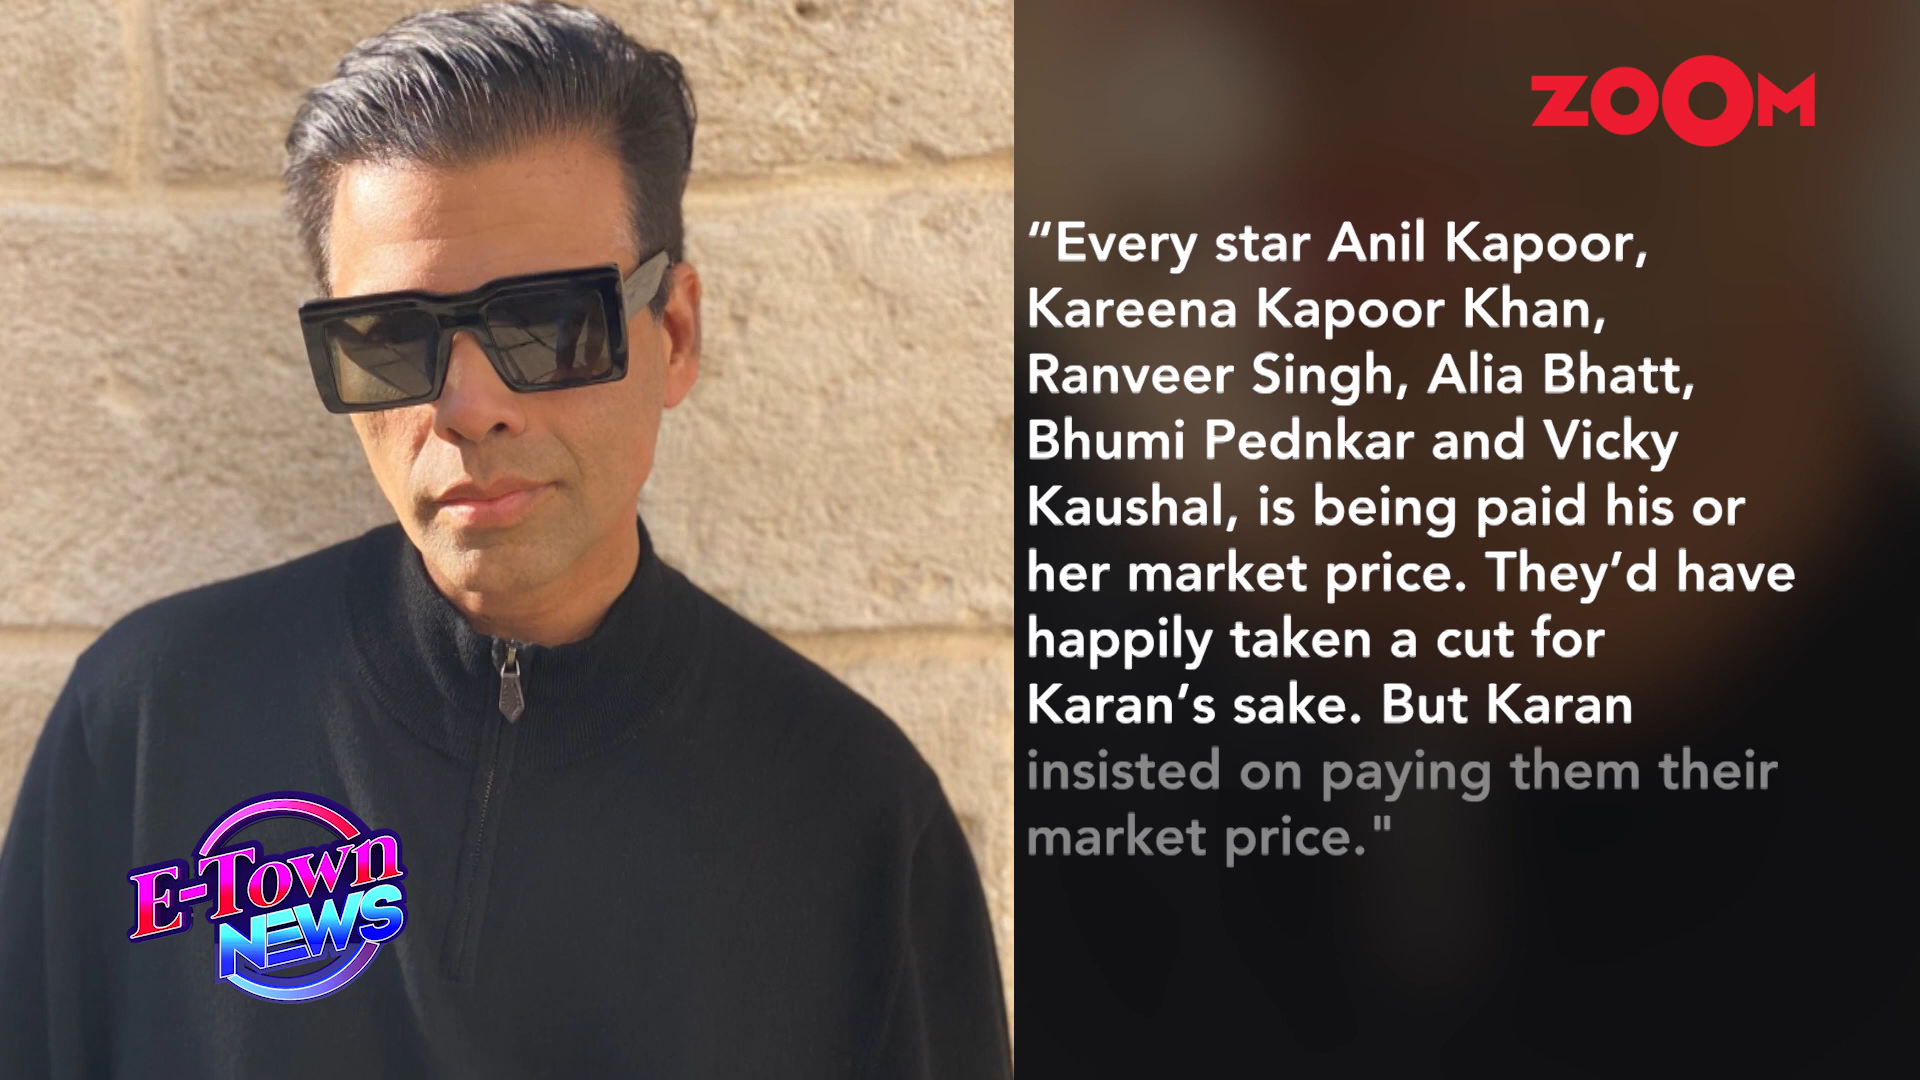 ZOOM
“Every star Anil Kapoor,
Kareena Kapoor Khan,
Ranveer Singh, Alia Bhatt,
Bhumi Pednkar and Vicky
Kaushal, is being paid his or
her market price. They’d have
happily taken a cut for
Karan’s sake. But Karan
insisted on paying them their
market price."
E-Town
NEWS